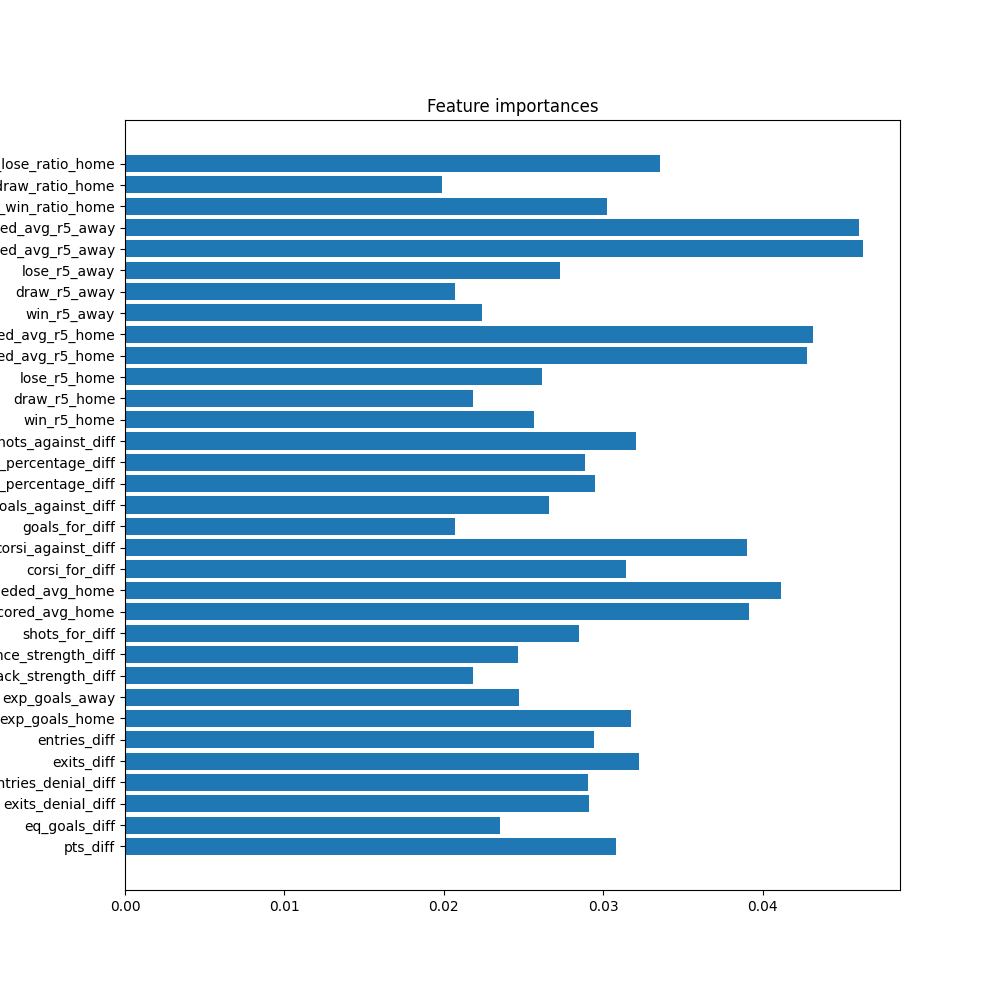 Feature importances
_lose_ratio_home
draw_ratio_home
_win_ratio_home
ed_avg_r5_away
ed_avg_r5_away
lose_r5_away
draw_r5_away
win_r5_away
ed_avg_r5_home
ed_avg_r5_home
lose_r5_home
draw_r5_home
win_r5_home
hots_against_diff
_percentage_diff
_percentage_diff
oals_against_diff
goals_for_diff
corsi_against_diff
corsi_for_diff
eded_avg_home
cored_avg_home
shots_for_diff
nce_strength_diff
ack_strength_diff
exp_goals_away
exp_goals_home
entries_diff
exits_diff
ntries_denial_diff
exits_denial_diff
eq_goals_diff
pts_diff
0.00 0.01 0.02 0.03 0.04